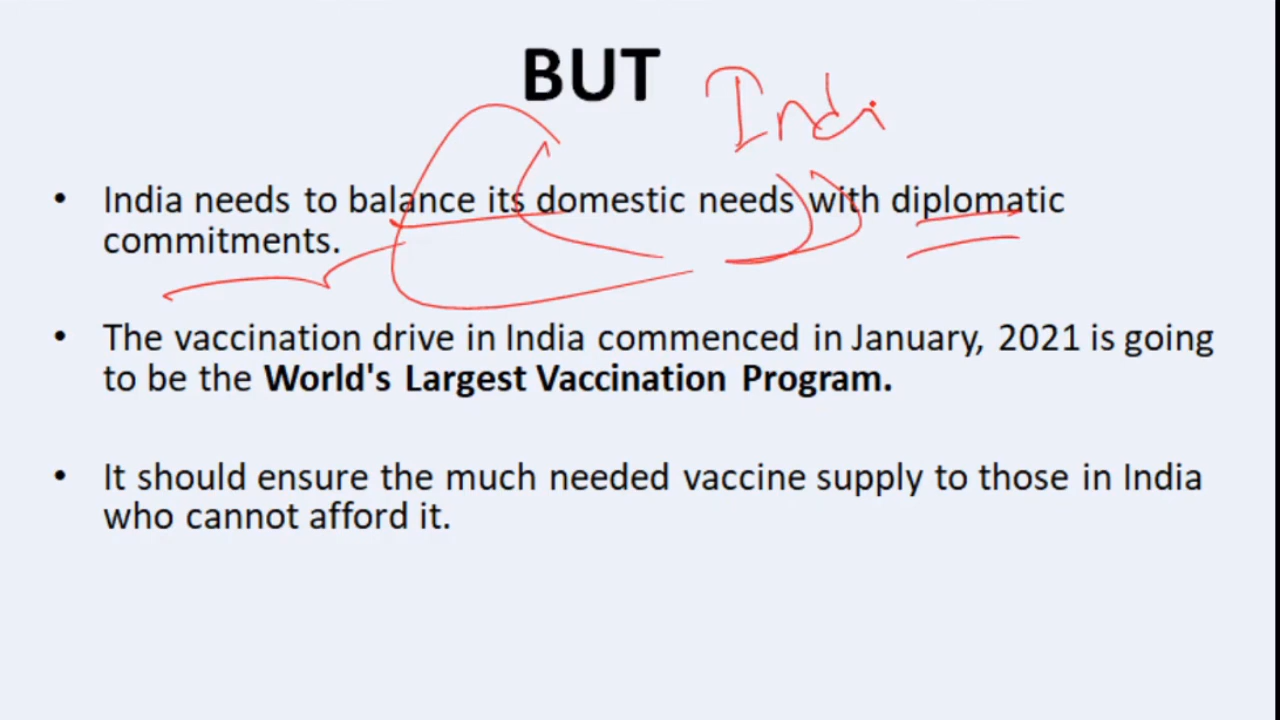 BUT
Indi
• India needs to balance its domestic needs with diplomatic
commitments.
• The vaccination drive in India commenced in January, 2021 is going
to be the World's Largest Vaccination Program.
• It should ensure the much needed vaccine supply to those in India
who cannot afford it.